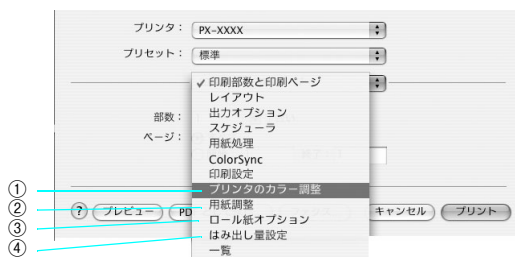 プリンタ： PX-XXXX
プリセット： 標準
✓ 印刷部数と印刷ページ
レイアウト
部数：
出力オプション
スケジューラ
ページ：
用紙処理
ColorSync
印刷設定
① プリンタのカラー調整
② 用紙調整
③ ロール紙オプション
④ はみ出し量設定
一覧
? プレビュー PD キャンセル プリント